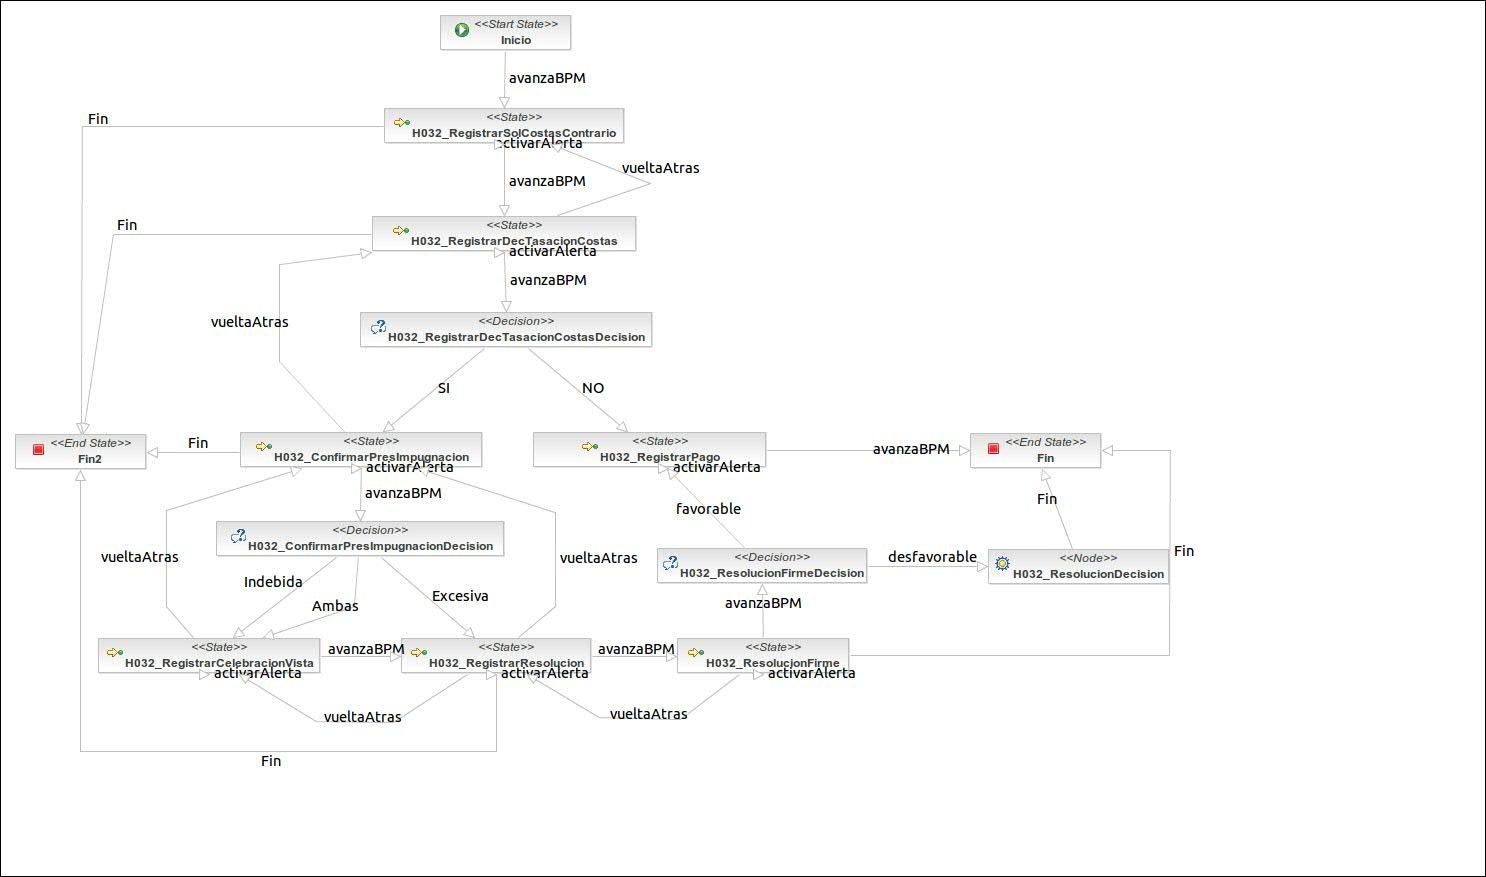 <<Start State>>
Inicio
avanzaBPM
Fin
<<State>>
H032_RegistrarSolCostasContrario
activarAlerta
vueltaAtras
avanzaBPM
Fin
<<State>>
H032_RegistrarDecTasacionCostas
activarAlerta
avanzaBPM
vueltaAtras
<<Decision>>
H032_RegistrarDecTasacionCostasDecision
SI
NO
<<End State>>
Fin2
Fin
<<State>>
H032_ConfirmarPresImpugnacion
activarAlerta
<<State>>
H032_RegistrarPago
activarAlerta
avanzaBPM
<<End State>>
Fin
avanzaBPM
favorable
Fin
<<Decision>>
H032_ConfirmarPresImpugnacionDecision
vueltaAtras
vueltaAtras
<<Decision>>
H032_ResolucionFirmeDecision
desfavorable
<<Node>>
H032_ResolucionDecision
Fin
Indebida
Ambas
Excesiva
avanzaBPM
<<State>>
H032_RegistrarCelebracionVista
activarAlerta
avanzaBPM
<<State>>
H032_RegistrarResolucion
activarAlerta
avanzaBPM
<<State>>
H032_ResolucionFirme
activarAlerta
vueltaAtras
vueltaAtras
Fin